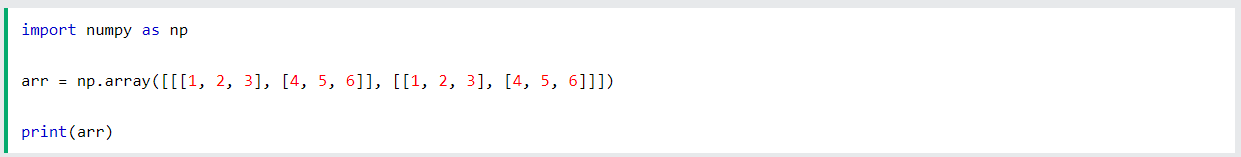 import numpy as np
arr = np.array([[[1, 2, 3], [4, 5, 6]], [[1, 2, 3], [4, 5, 6]]])
print(arr)